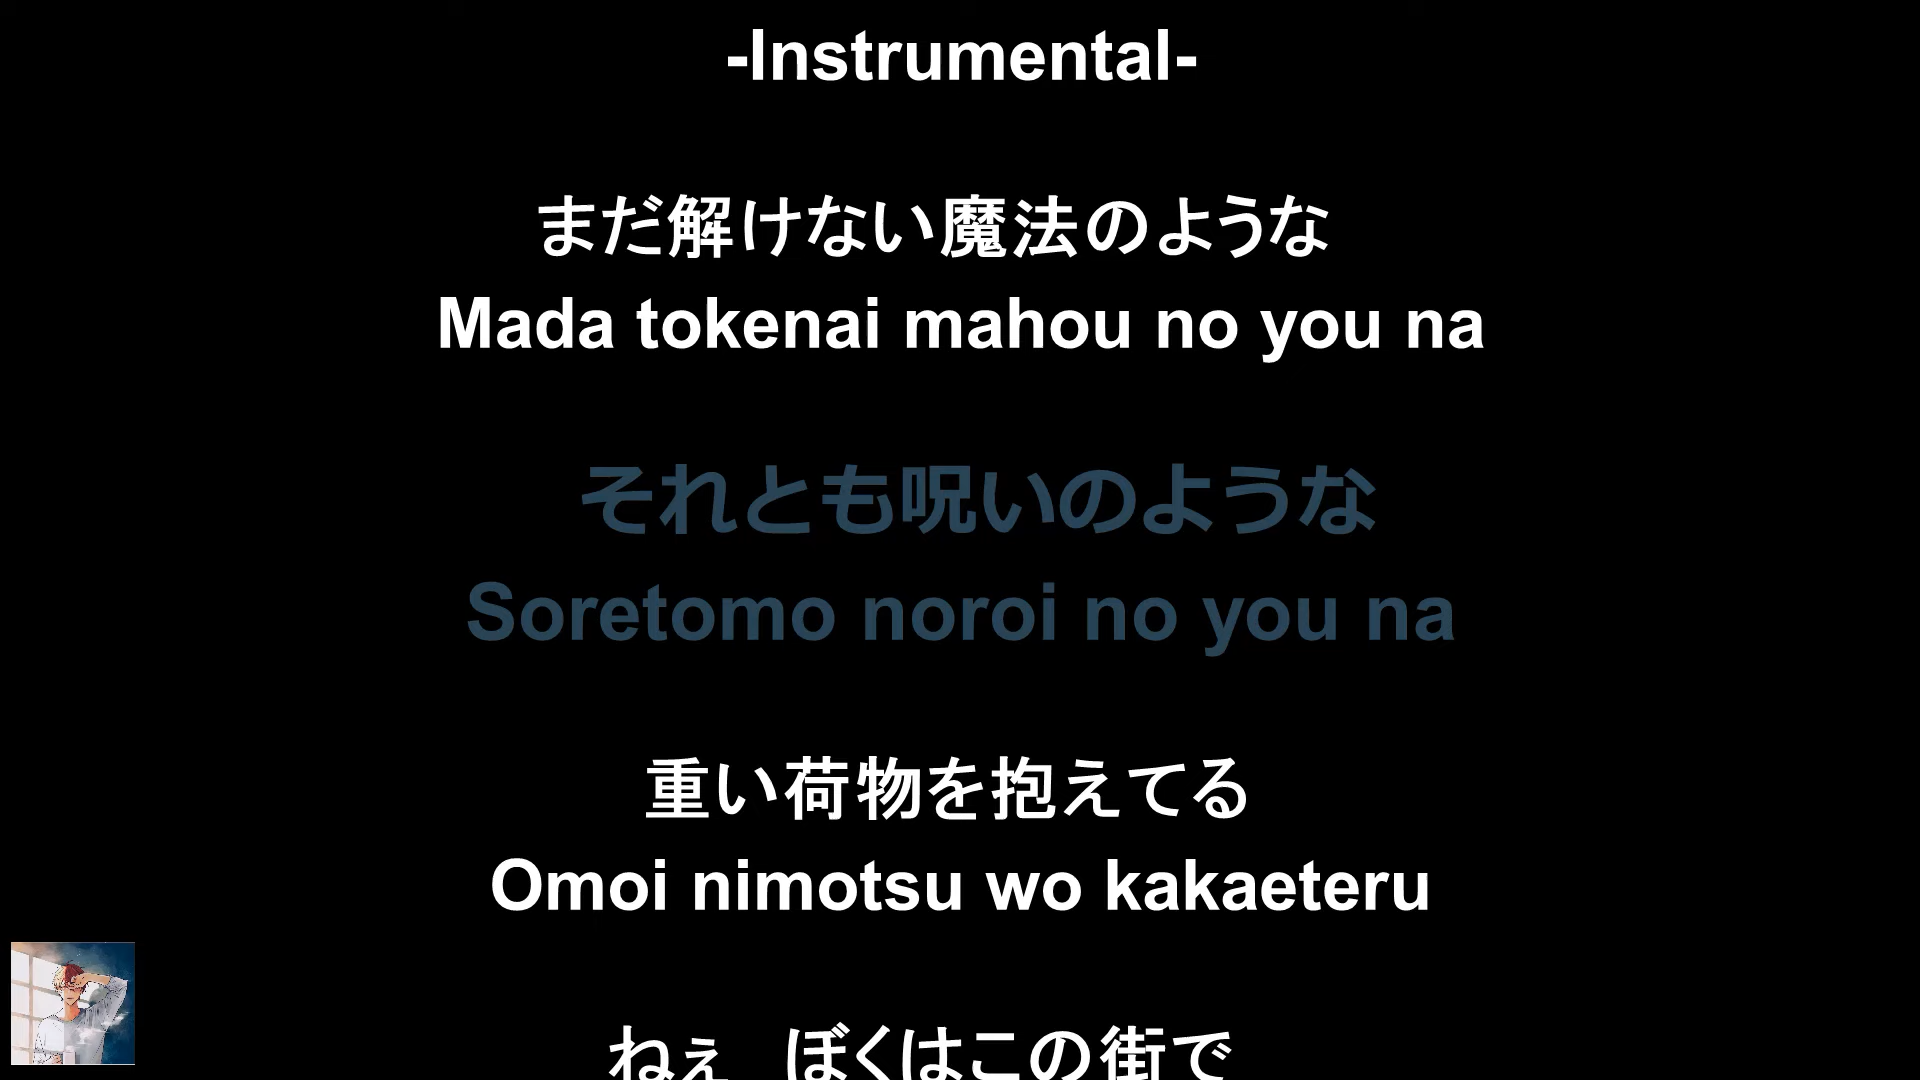 -Instrumental-
まだ解けない魔法のような
Mada tokenai mahou no you na
それとも呪いのような
Soretomo noroi no you na
重い荷物を抱えてる
Omoi nimotsu wo kakaeteru
ねぇ　ぼくはこの街で